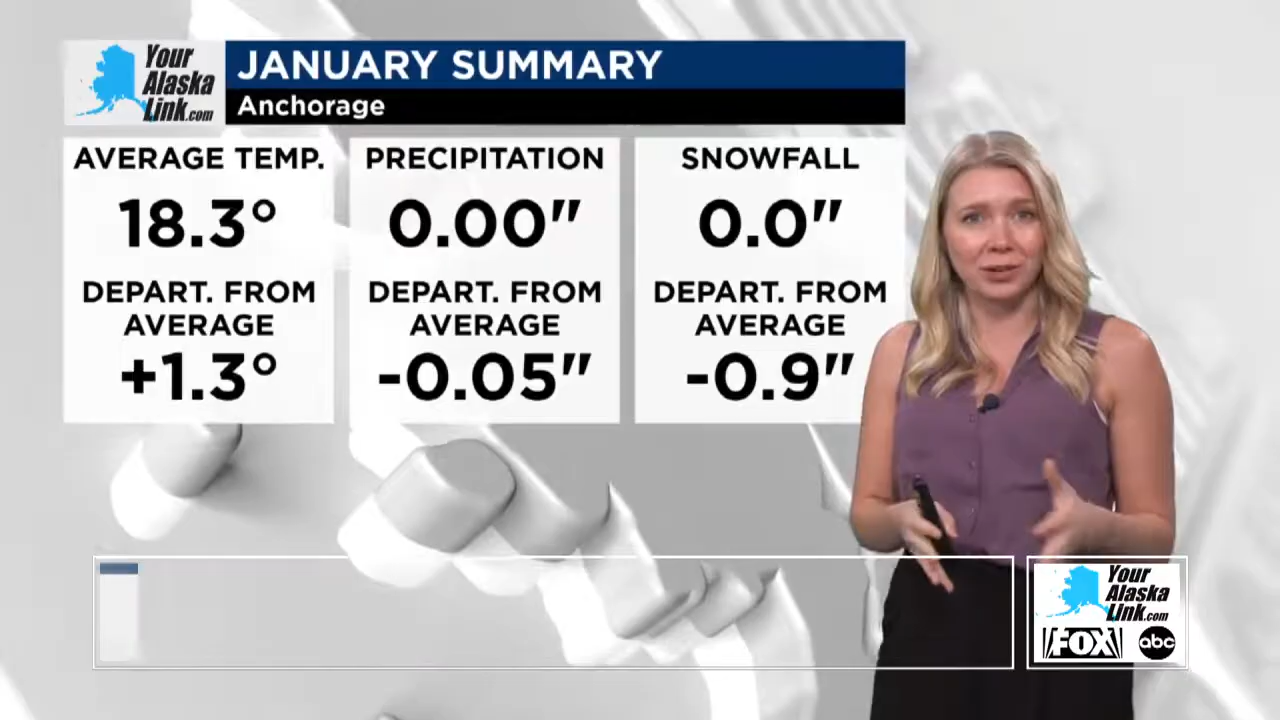 Your
Alaska
Link.com
JANUARY SUMMARY
Anchorage
AVERAGE TEMP.
18.3°
DEPART. FROM
AVERAGE
+1.3°
PRECIPITATION
0.00"
DEPART. FROM
AVERAGE
-0.05"
SNOWFALL
0.0"
DEPART. FROM
AVERAGE
-0.9"
Your
Alaska
Link.com
FOX
abc